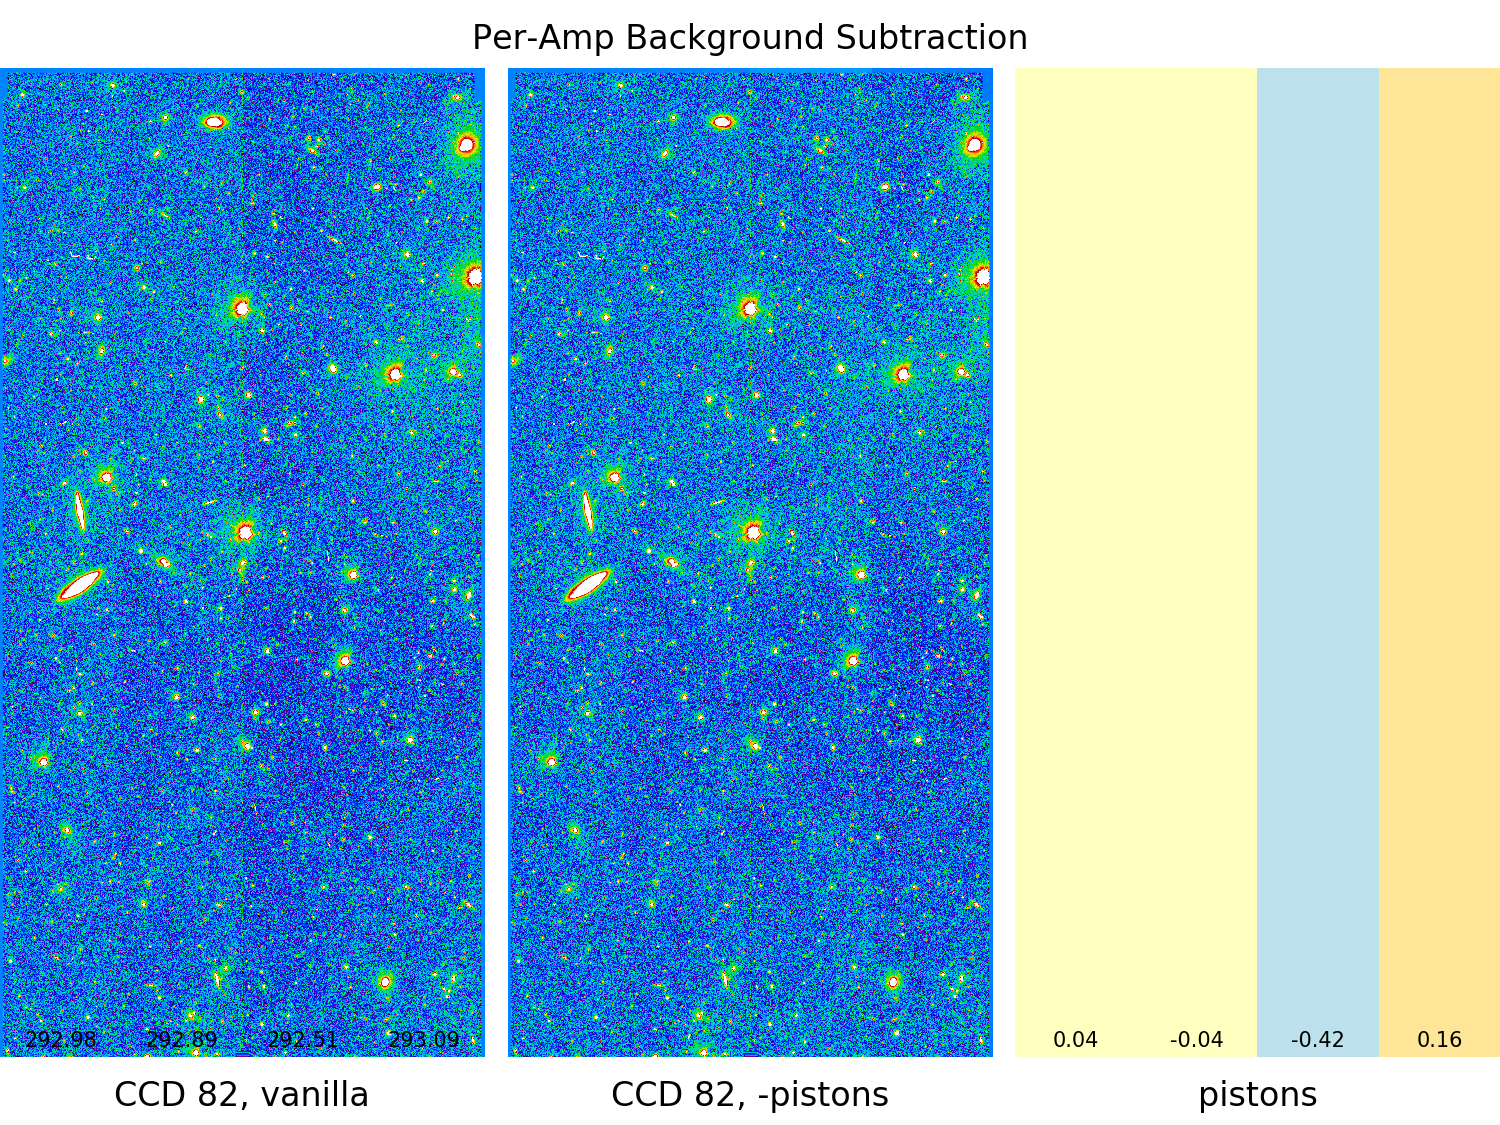 Per-Amp Background Subtraction
292.98 292.89 292.51 293.09
0.04 -0.04 -0.42 0.16
CCD 82, vanilla
CCD 82, -pistons
pistons